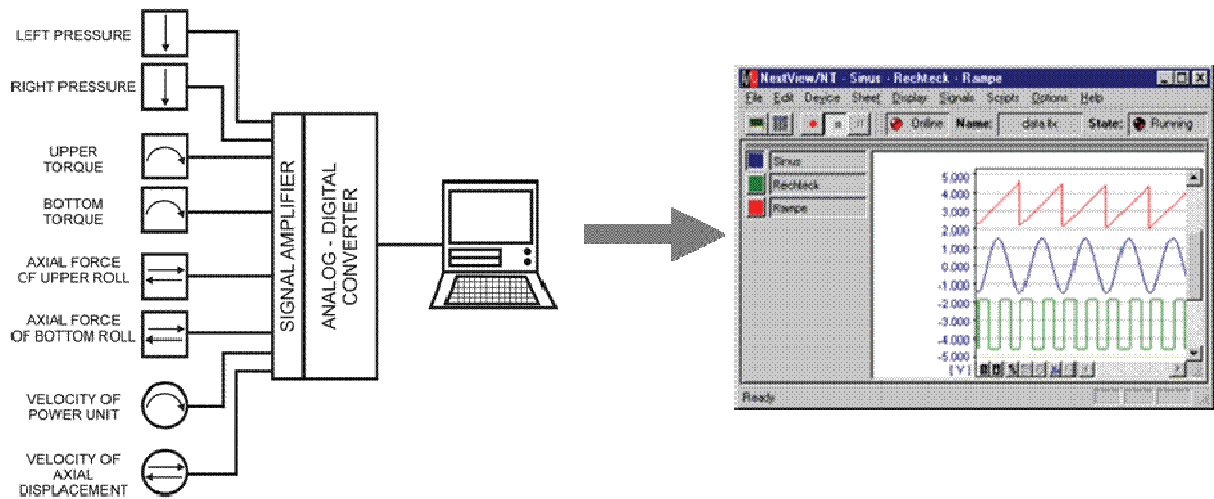 LEFT PRESSURE
RIGHT PRESSURE
UPPER
TORQUE
BOTTOM
TORQUE
AXIAL FORCE
OF UPPER ROLL
AXIAL FORCE
OF BOTTOM ROLL
VELOCITY OF
POWER UNIT
VELOCITY OF
AXIAL
DISPLACEMENT
SIGNAL AMPLIFIER
ANALOG - DIGITAL
CONVERTER
NextView/NT - Sinus - Rechteck - Rampe
File Edit Device Sheet Display Signals Scripts Options Help
Online Name: data.lx State: Running
Sinus
Rechteck
Rampe
5.000
4.000
3.000
2.000
1.000
0.000
-1.000
-2.000
-3.000
-4.000
-5.000
[V]
Ready